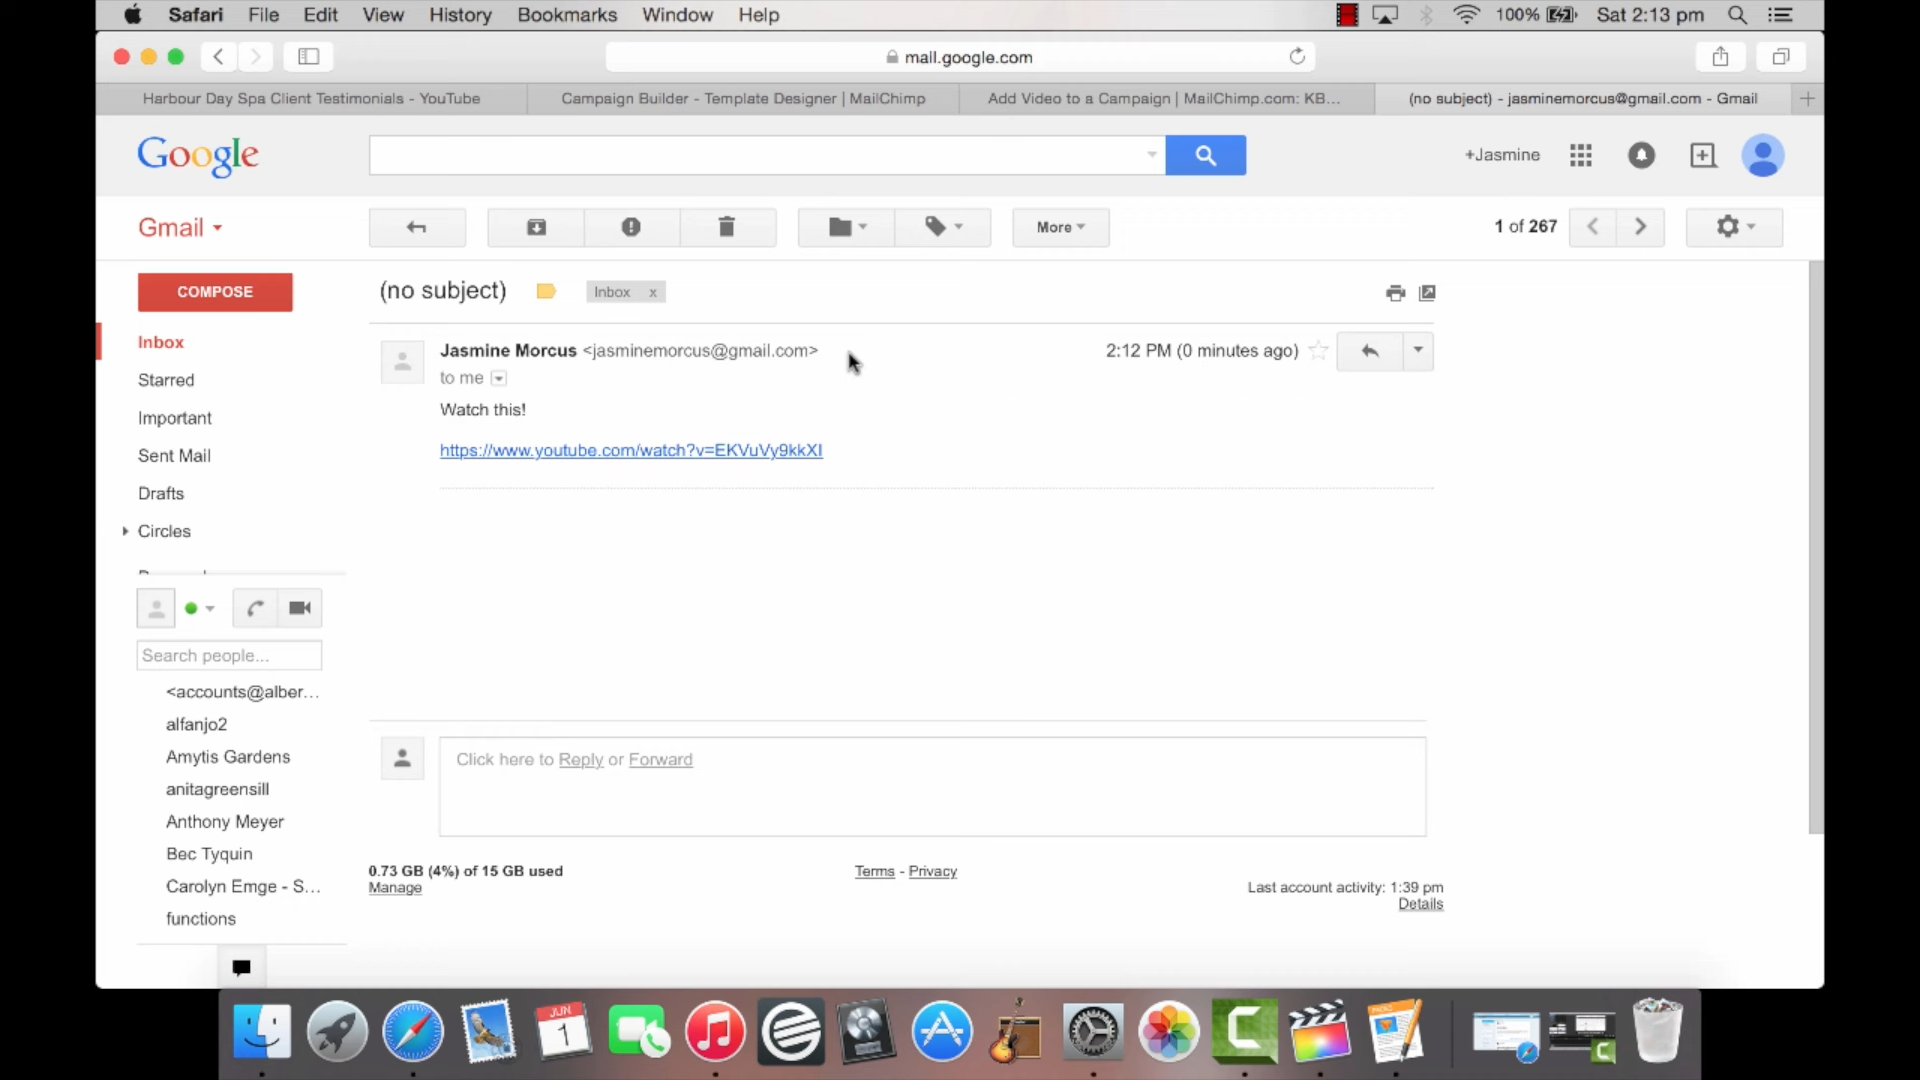 Safari File Edit View History Bookmarks Window Help 100% Sat 2:13 pm
mail.google.com
Harbour Day Spa Client Testimonials - YouTube
Campaign Builder - Template Designer | MailChimp
Add Video to a Campaign | MailChimp.com: KB...
(no subject) - jasminemorcus@gmail.com - Gmail
Google
+Jasmine
Gmail
More
1 of 267
COMPOSE
(no subject)
Inbox x
Inbox
Starred
Important
Sent Mail
Drafts
Circles
Jasmine Morcus <jasminemorcus@gmail.com>
2:12 PM (0 minutes ago)
to me
Watch this!
https://www.youtube.com/watch?v=EKVuVy9kkXI
Search people...
<accounts@alber...
alfanjo2
Amytis Gardens
anitagreensill
Anthony Meyer
Bec Tyquin
Carolyn Emge - S...
functions
Click here to Reply or Forward
0.73 GB (4%) of 15 GB used
Manage
Terms - Privacy
Last account activity: 1:39 pm
Details
JUN
1